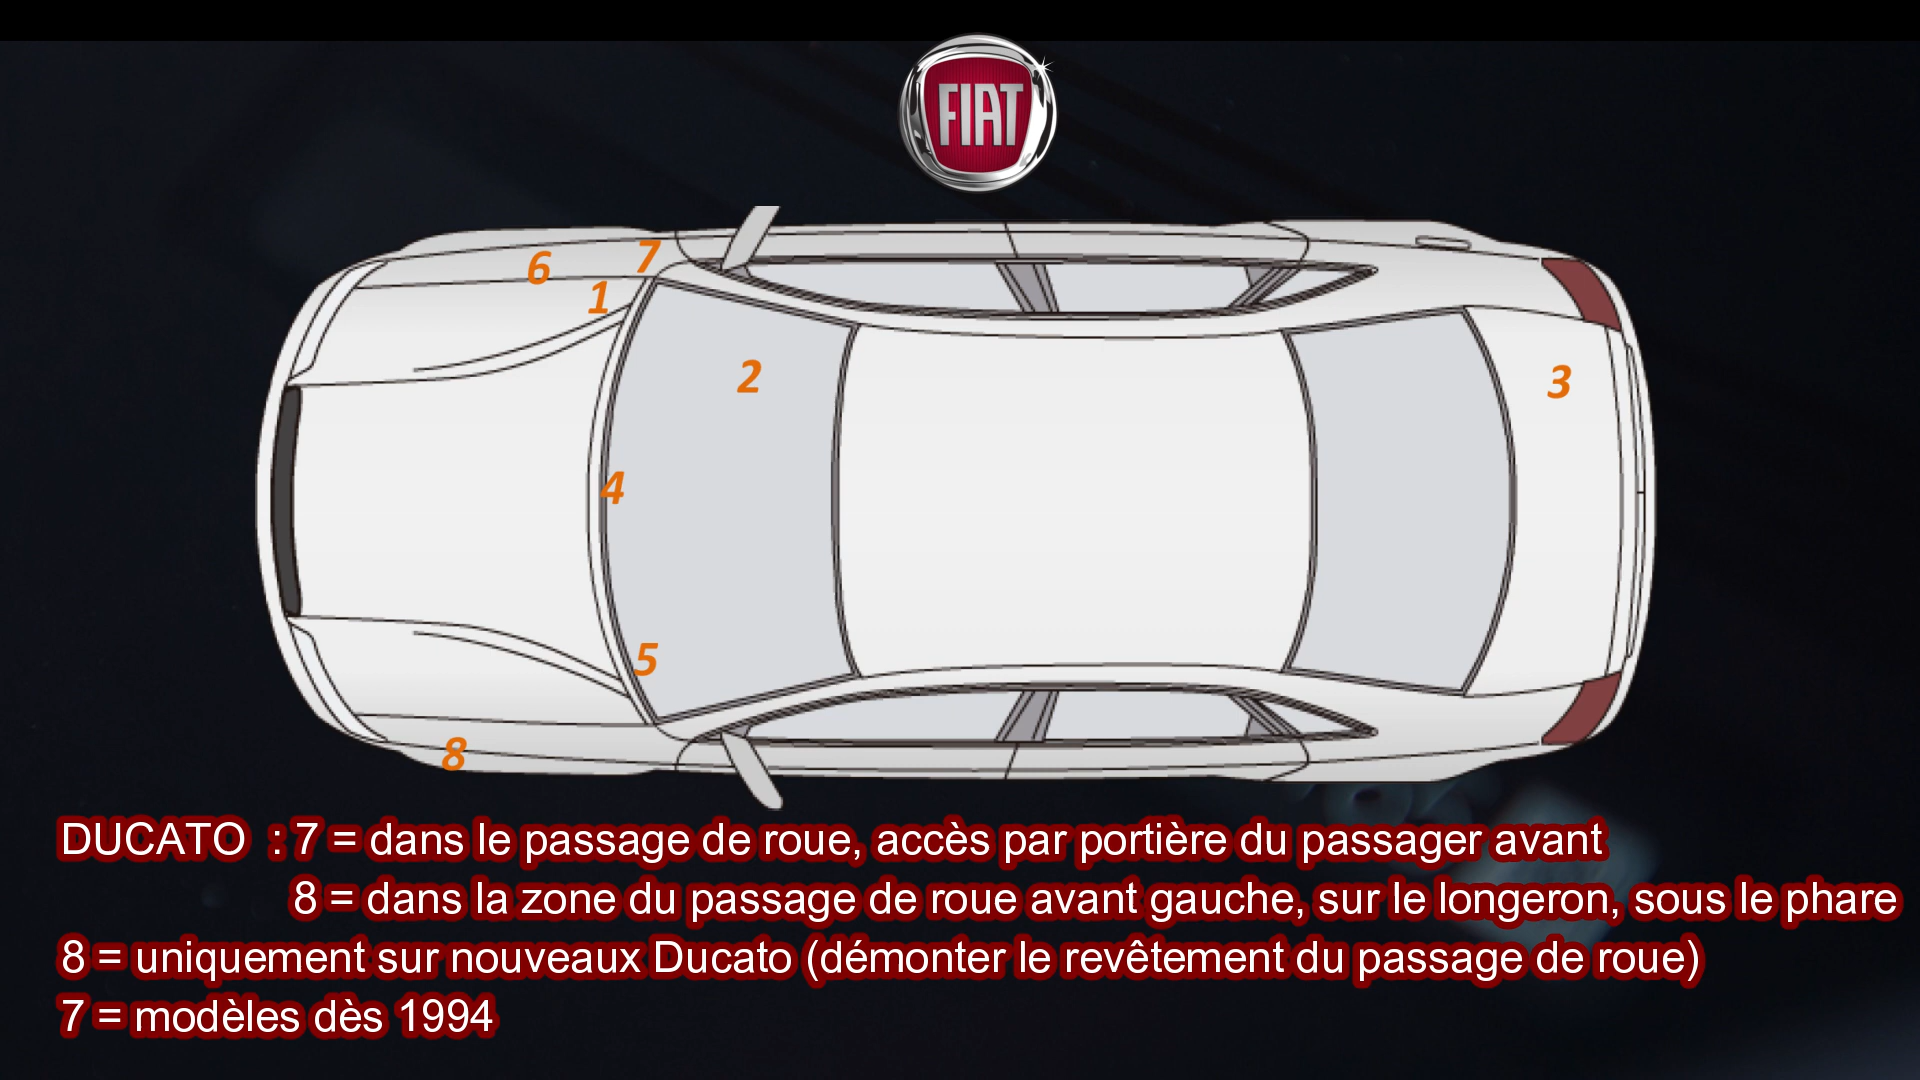 FIAT
7
6
1
2
3
4
5
8
DUCATO : 7 = dans le passage de roue, accès par portière du passager avant
8 = dans la zone du passage de roue avant gauche, sur le longeron, sous le phare
8 = uniquement sur nouveaux Ducato (démonter le revêtement du passage de roue)
7 = modèles dès 1994